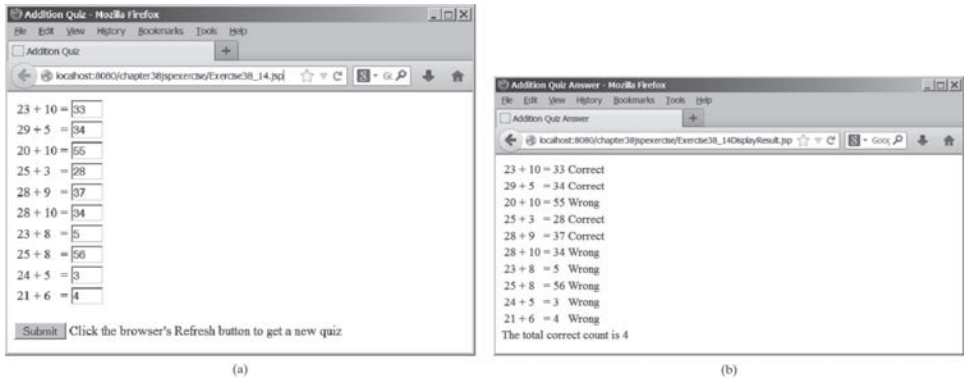 Addition Quiz - Mozilla Firefox
File Edit View History Bookmarks Tools Help
Addition Quiz
localhost:8080/chapter38jspexercise/Exercise38_14.jsp
23 + 10 = 33
29 + 5 = 34
20 + 10 = 55
25 + 3 = 28
28 + 9 = 37
28 + 10 = 34
23 + 8 = 5
25 + 8 = 56
24 + 5 = 3
21 + 6 = 4
Submit Click the browser's Refresh button to get a new quiz
(a)
Addition Quiz Answer - Mozilla Firefox
File Edit View History Bookmarks Tools Help
Addition Quiz Answer
localhost:8080/chapter38jspexercise/Exercise38_14DisplayResult.jsp
23 + 10 = 33 Correct
29 + 5 = 34 Correct
20 + 10 = 55 Wrong
25 + 3 = 28 Correct
28 + 9 = 37 Correct
28 + 10 = 34 Wrong
23 + 8 = 5 Wrong
25 + 8 = 56 Wrong
24 + 5 = 3 Wrong
21 + 6 = 4 Wrong
The total correct count is 4
(b)